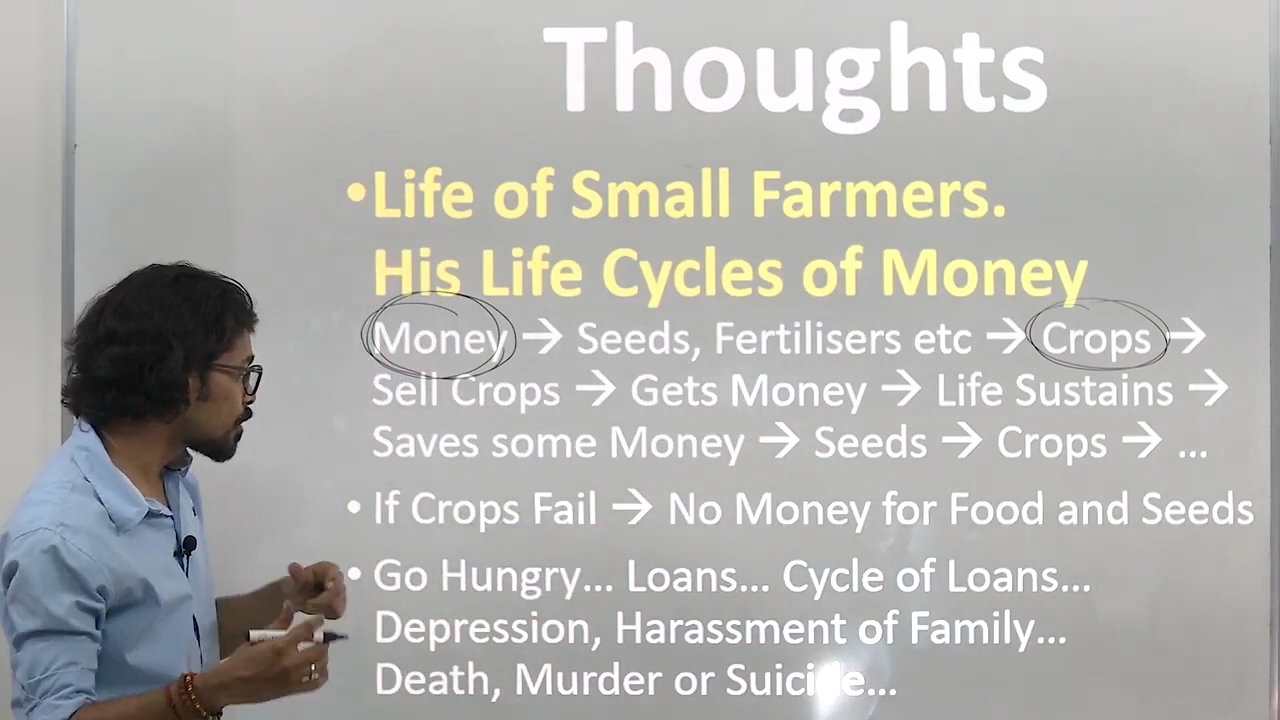 Thoughts
•Life of Small Farmers.
His Life Cycles of Money
Money → Seeds, Fertilisers etc → Crops →
Sell Crops → Gets Money → Life Sustains →
Saves some Money → Seeds → Crops → ...
• If Crops Fail → No Money for Food and Seeds
• Go Hungry... Loans... Cycle of Loans...
Depression, Harassment of Family...
Death, Murder or Suicide...